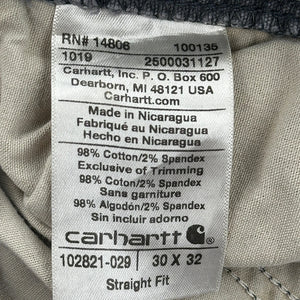 RN# 14806 100135
1019 2500031127
Carhartt, Inc. P. O. Box 600
Dearborn, MI 48121 USA
Carhartt.com
Made in Nicaragua
Fabriqué au Nicaragua
Hecho en Nicaragua
98% Cotton/2% Spandex
Exclusive of Trimming
98% Coton/2% Spandex
Sans garniture
98% Algodón/2% Spandex
Sin incluir adorno
carhartt
102821-029 30 X 32
Straight Fit